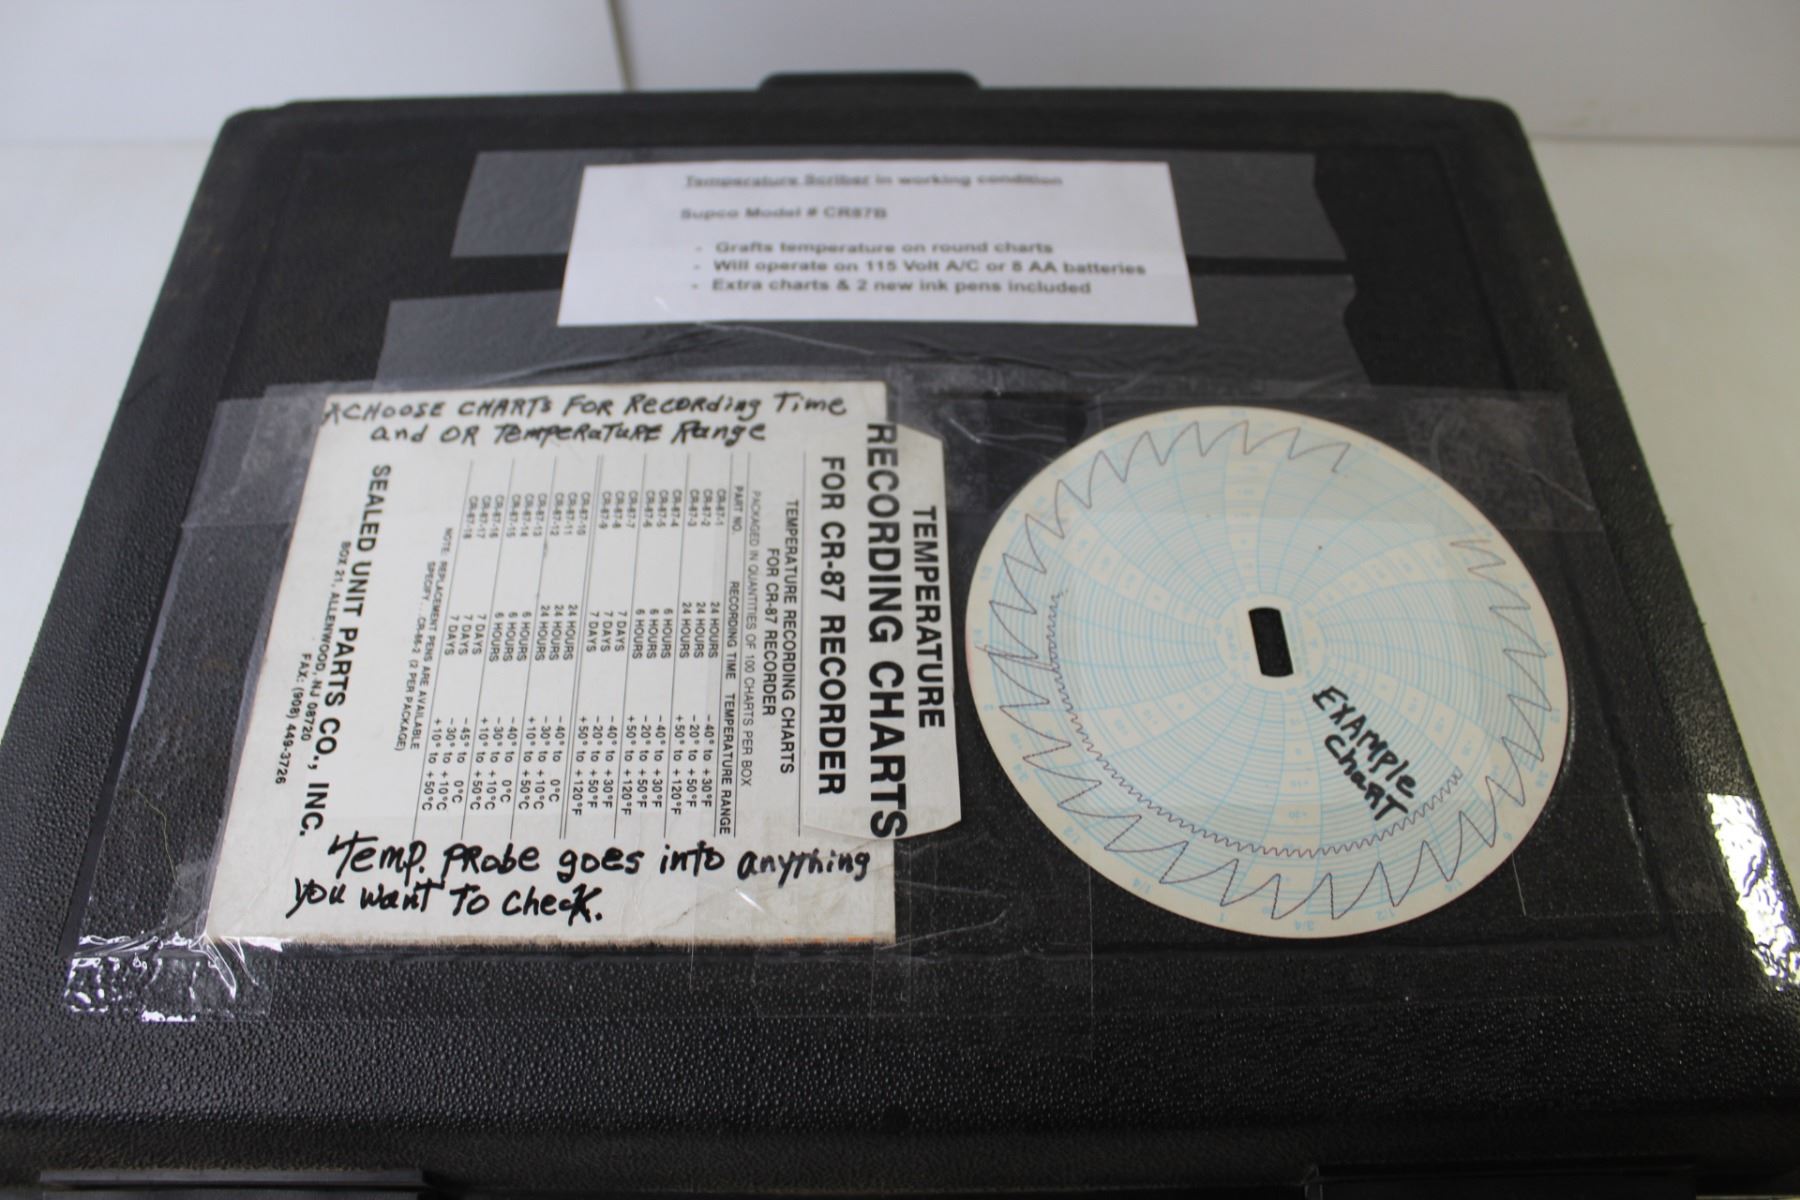 Temperature Scriber in working condition
Supco Model # CR87B
- Grafts temperature on round charts
- Will operate on 115 Volt A/C or 8 AA batteries
- Extra charts & 2 new ink pens included
CHOOSE CHARTS FOR Recording Time
and OR TEMPERATURE Range
TEMPERATURE
RECORDING CHARTS
FOR CR-87 RECORDER
TEMPERATURE RECORDING CHARTS
FOR CR-87 RECORDER
PACKAGED IN QUANTITIES OF 100 CHARTS PER BOX
PART NO. RECORDING TIME TEMPERATURE RANGE
CR-87-1 24 HOURS -40° to +30°F
CR-87-2 24 HOURS -20° to +50°F
CR-87-3 24 HOURS +50° to +120°F
CR-87-4 6 HOURS -40° to +30°F
CR-87-5 6 HOURS -20° to +50°F
CR-87-6 6 HOURS +50° to +120°F
CR-87-7 7 DAYS -40° to +30°F
CR-87-8 7 DAYS -20° to +50°F
CR-87-9 7 DAYS +50° to +120°F
CR-87-10 24 HOURS -40° to 0°C
CR-87-11 24 HOURS -30° to +10°C
CR-87-12 24 HOURS +10° to +50°C
CR-87-13 6 HOURS -40° to 0°C
CR-87-14 6 HOURS -30° to +10°C
CR-87-15 6 HOURS +10° to +50°C
CR-87-16 7 DAYS -45° to 0°C
CR-87-17 7 DAYS -30° to +10°C
CR-87-18 7 DAYS +10° to +50°C
NOTE: REPLACEMENT PENS ARE AVAILABLE
SPECIFY...CR-86-2 (2 PER PACKAGE)
SEALED UNIT PARTS CO., INC.
BOX 21, ALLENWOOD, NJ 08720
FAX: (908) 449-3726
Temp. PRobe goes into anything
you want To check.
EXAMPLE
CHART